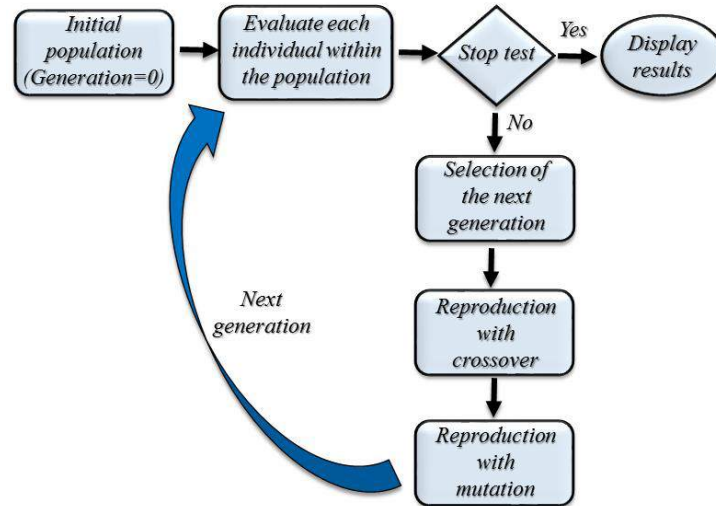 Initial
population
(Generation=0)
Evaluate each
individual within
the population
Stop test
Yes
Display
results
No
Selection of
the next
generation
Reproduction
with
crossover
Next
generation
Reproduction
with
mutation